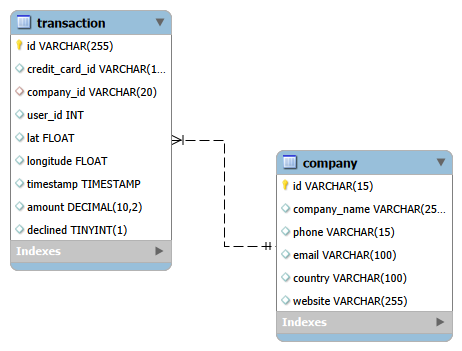 transaction
id VARCHAR(255)
credit_card_id VARCHAR(1...
company_id VARCHAR(20)
user_id INT
lat FLOAT
longitude FLOAT
timestamp TIMESTAMP
amount DECIMAL(10,2)
declined TINYINT(1)
Indexes
company
id VARCHAR(15)
company_name VARCHAR(25...
phone VARCHAR(15)
email VARCHAR(100)
country VARCHAR(100)
website VARCHAR(255)
Indexes